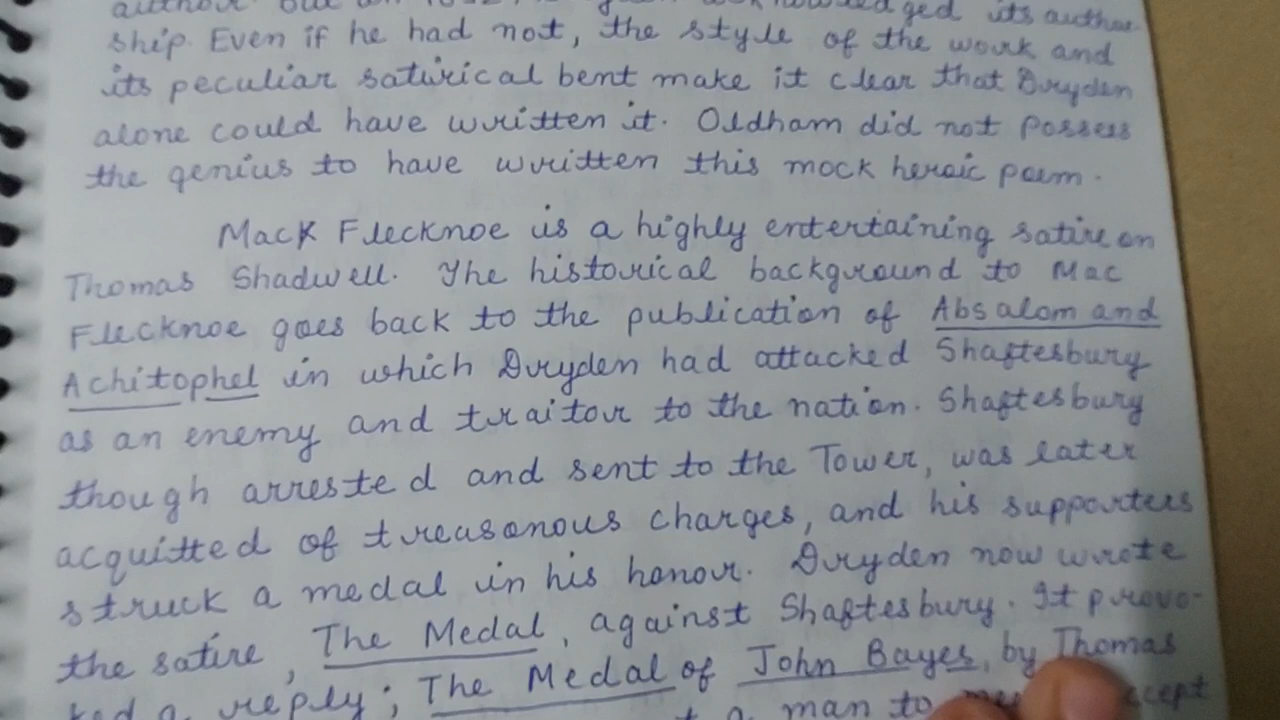 its autho
ship. Even if he had not, the style of the work and
its peculiar satirical bent make it clear that Dryden
alone could have written it. Oldham did not possess
the genius to have written this mock heroic poem.
Mack Flecknoe is a highly entertaining satire on
Thomas Shadwell. The historical background to Mac
Flecknoe goes back to the publication of Absalom and
Achitophel in which Dryden had attacked Shaftesbury
as an enemy and traitor to the nation. Shaftesbury
though arrested and sent to the Tower, was later
acquitted of treasonous charges, and his supporters
struck a medal in his honour. Dryden now wrote
the satire, The Medal, against Shaftesbury. It provo-
ked a reply; The Medal of John Bayes, by Thomas
a man to